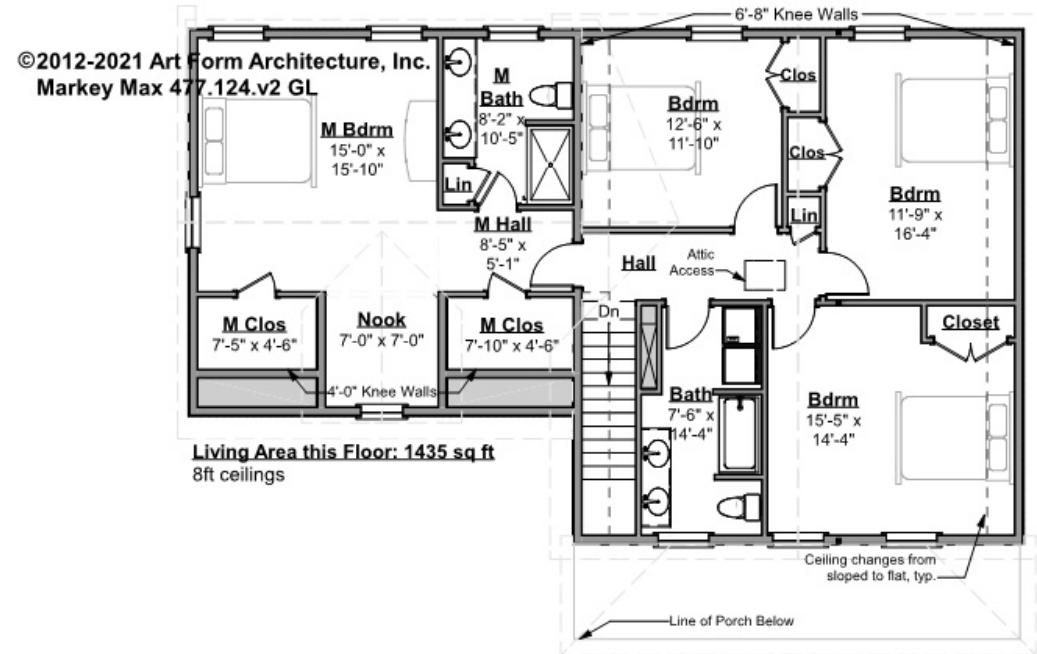 6'-8" Knee Walls
©2012-2021 Art Form Architecture, Inc.
Markey Max 477.124.v2 GL
M Bdrm
15'-0" x
15'-10"
M
Bath
8'-2" x
10'-5"
Lin
M Hall
8'-5" x
5'-1"
Bdrm
12'-6" x
11'-10"
Clos
Clos
Lin
Bdrm
11'-9" x
16'-4"
Hall
Attic
Access
Dn
M Clos
7'-5" x 4'-6"
Nook
7'-0" x 7'-0"
M Clos
7'-10" x 4'-6"
4'-0" Knee Walls
Bath
7'-6" x
14'-4"
Closet
Bdrm
15'-5" x
14'-4"
Living Area this Floor: 1435 sq ft
8ft ceilings
Ceiling changes from
sloped to flat, typ.
Line of Porch Below